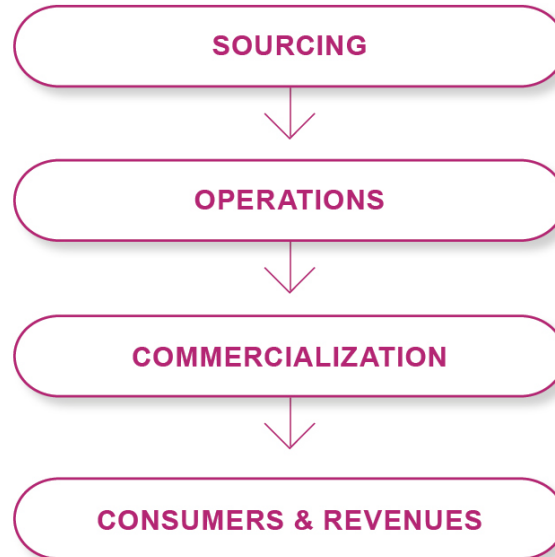 SOURCING
OPERATIONS
COMMERCIALIZATION
CONSUMERS & REVENUES